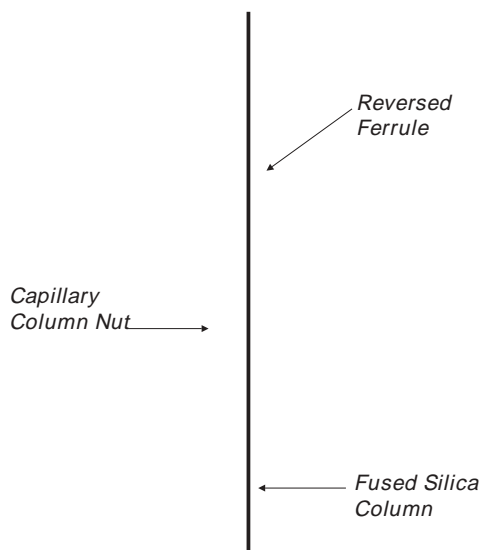 Reversed
Ferrule
Capillary
Column Nut
Fused Silica
Column